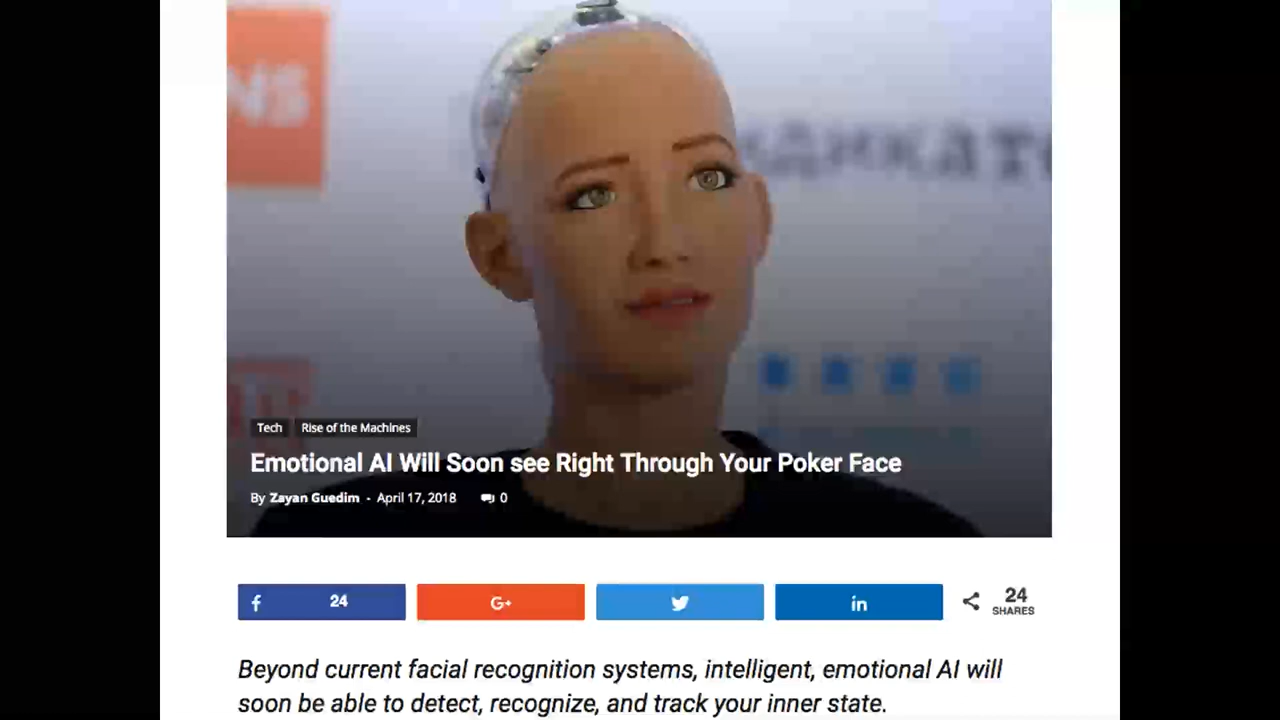 NS
Tech
Rise of the Machines
Emotional AI Will Soon see Right Through Your Poker Face
By Zayan Guedim - April 17, 2018 0
24
G+
in
24
SHARES
Beyond current facial recognition systems, intelligent, emotional AI will
soon be able to detect, recognize, and track your inner state.